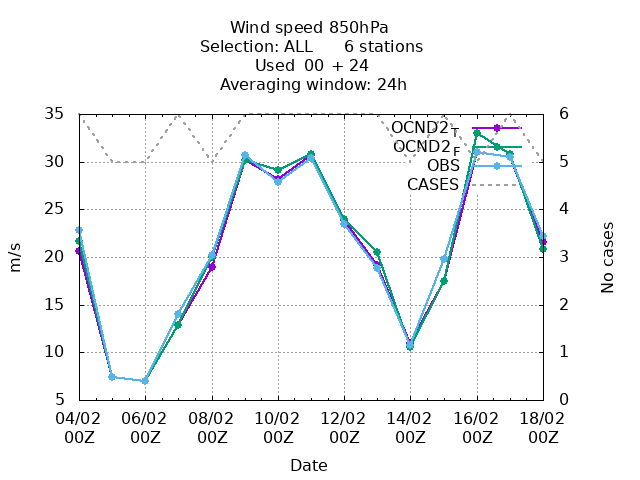 Wind speed 850hPa
Selection: ALL 6 stations
Used 00 + 24
Averaging window: 24h
35
30
25
20
15
10
5
6
5
4
3
2
1
0
m/s
No cases
OCND2T
OCND2F
OBS
CASES
04/02 06/02 08/02 10/02 12/02 14/02 16/02 18/02
00Z 00Z 00Z 00Z 00Z 00Z 00Z 00Z
Date